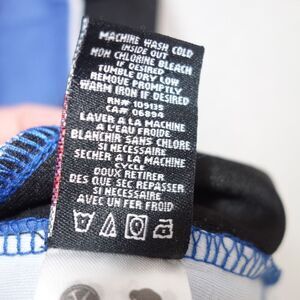 MACHINE WASH COLD
INSIDE OUT
NON CHLORINE BLEACH
IF DESIRED
TUMBLE DRY LOW
REMOVE PROMPTLY
WARM IRON IF DESIRED
RN# 109135
CA# 06894
LAVER A LA MACHINE
A L'EAU FROIDE
BLANCHIR SANS CHLORE
SI NECESSAIRE
SECHER A LA MACHINE
CYCLE
DOUX RETIRER
DES QUE SEC REPASSER
SI NECESSAIRE
AVEC UN FER FROID